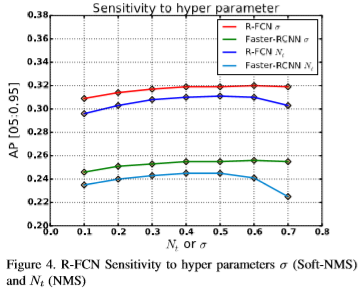 Sensitivity to hyper parameter
R-FCN σ
Faster-RCNN σ
R-FCN Nₜ
Faster-RCNN Nₜ
AP [05:0.95]
0.38
0.36
0.34
0.32
0.30
0.28
0.26
0.24
0.22
0.20
0.0 0.1 0.2 0.3 0.4 0.5 0.6 0.7 0.8
Nₜ or σ
Figure 4. R-FCN Sensitivity to hyper parameters σ (Soft-NMS)
and Nₜ (NMS)